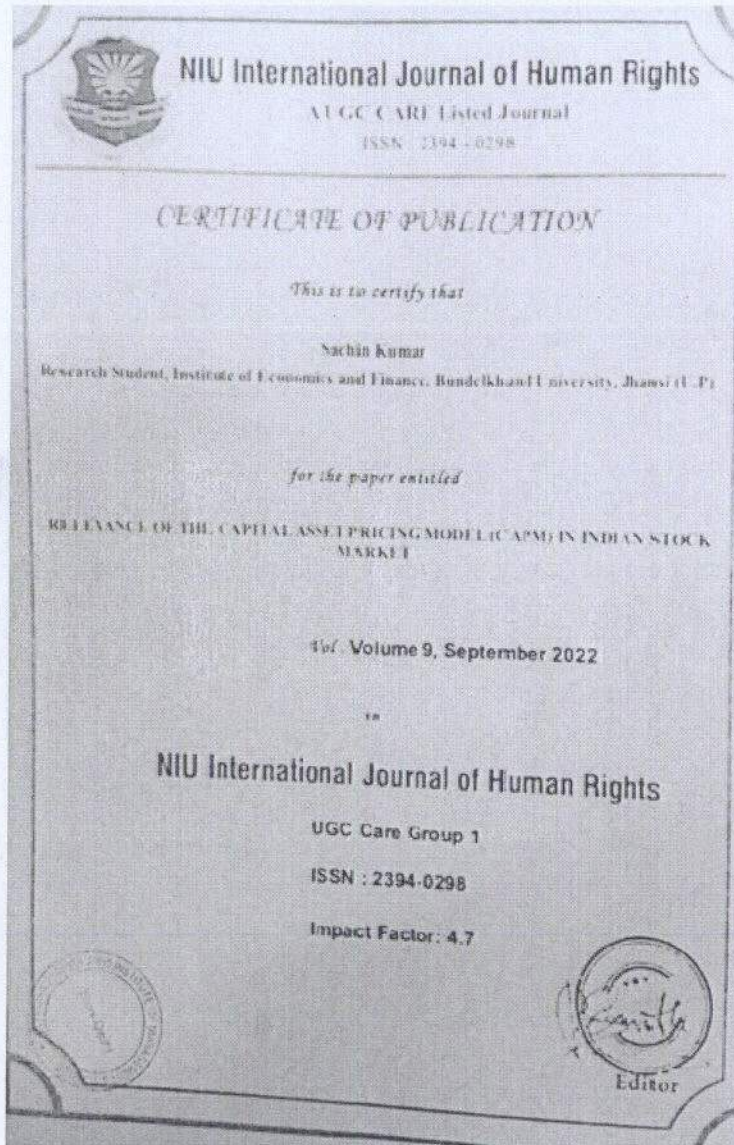 NIU International Journal of Human Rights
A UGC CARE Listed Journal
ISSN : 2394 - 0298
CERTIFICATE OF PUBLICATION
This is to certify that
Sachin Kumar
Research Student, Institute of Economics and Finance, Bundelkhand University, Jhansi (U.P)
for the paper entitled
RELEVANCE OF THE CAPITAL ASSET PRICING MODEL (CAPM) IN INDIAN STOCK
MARKET
Vol. Volume 9, September 2022
in
NIU International Journal of Human Rights
UGC Care Group 1
ISSN : 2394-0298
Impact Factor: 4.7
Editor